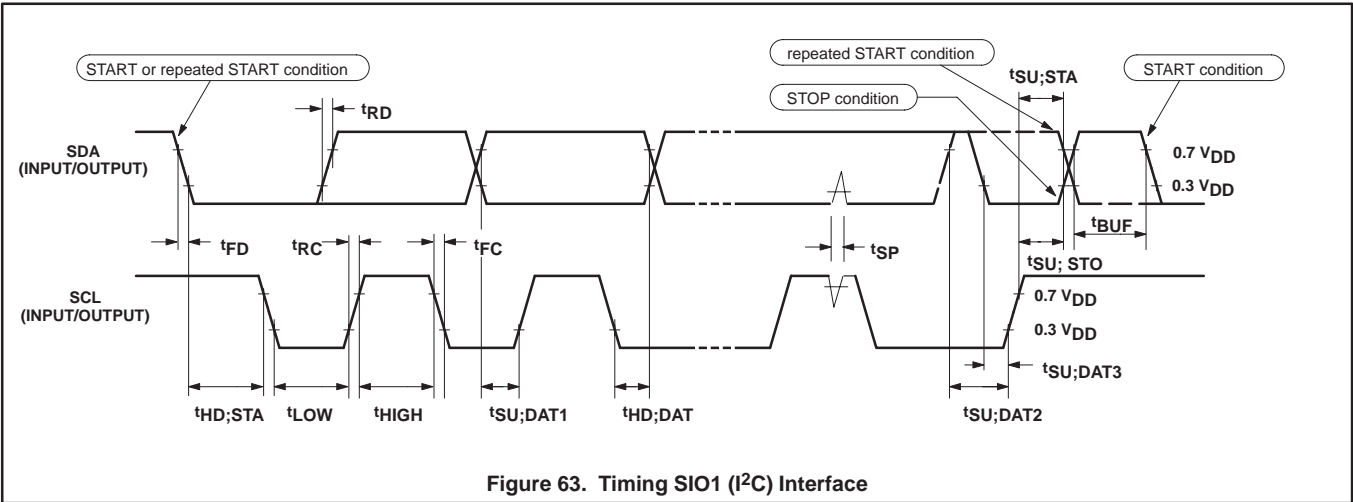 repeated START condition
tSU;STA
START or repeated START condition
START condition
STOP condition
tRD
SDA
(INPUT/OUTPUT)
0.7 VDD
0.3 VDD
tFD
tRC
tFC
tSP
tBUF
tSU; STO
SCL
(INPUT/OUTPUT)
0.7 VDD
0.3 VDD
tSU;DAT3
tHD;STA
tLOW
tHIGH
tSU;DAT1
tHD;DAT
tSU;DAT2
Figure 63. Timing SIO1 (I²C) Interface